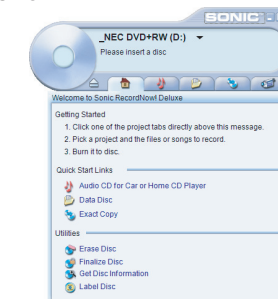 SONIC
_NEC DVD+RW (D:)
Please insert a disc
Welcome to Sonic RecordNow! Deluxe
Getting Started
1. Click one of the project tabs directly above this message.
2. Pick a project and the files or songs to record.
3. Burn it to disc.
Quick Start Links
Audio CD for Car or Home CD Player
Data Disc
Exact Copy
Utilities
Erase Disc
Finalize Disc
Get Disc Information
Label Disc